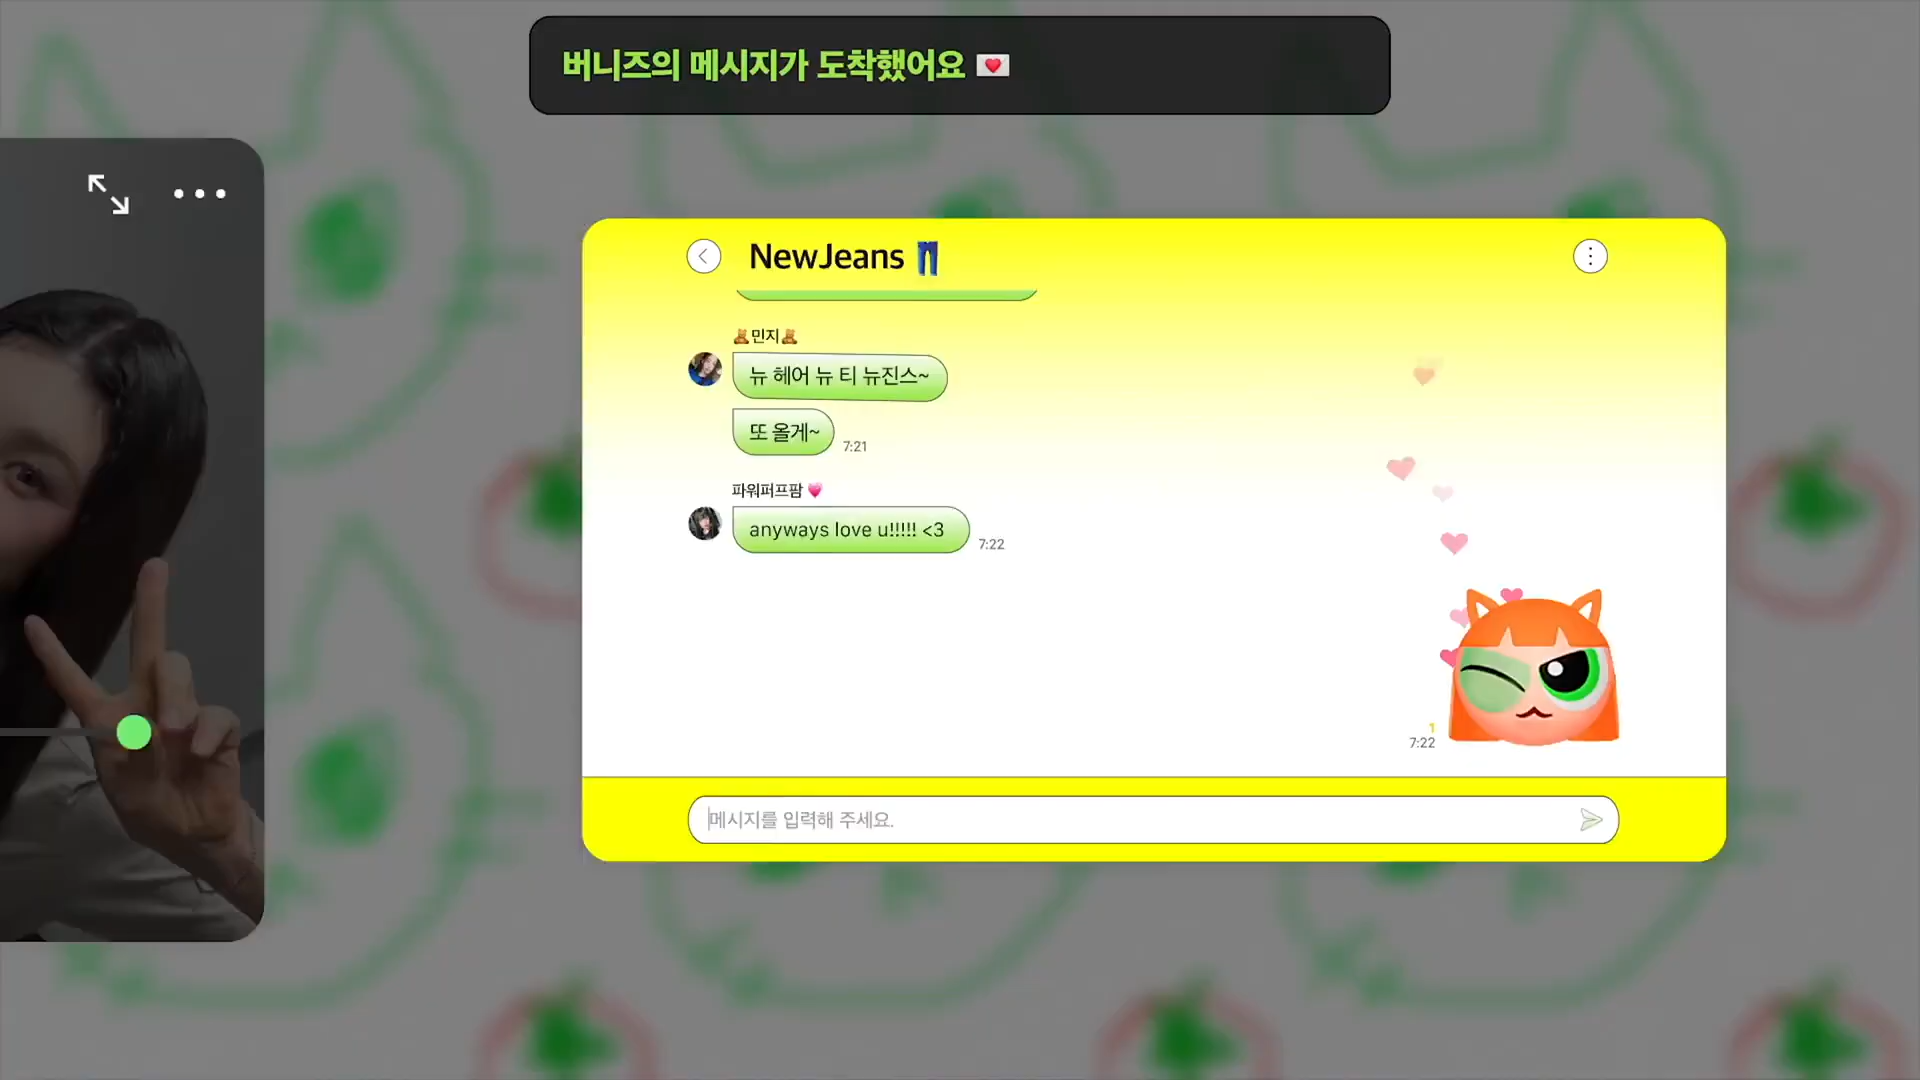 버니즈의 메시지가 도착했어요 💌
NewJeans 👖
🧸민지🧸
뉴 헤어 뉴 티 뉴진스~
또 올게~
7:21
파워퍼프팜 💗
anyways love u!!!!! <3
7:22
1
7:22
메시지를 입력해 주세요.